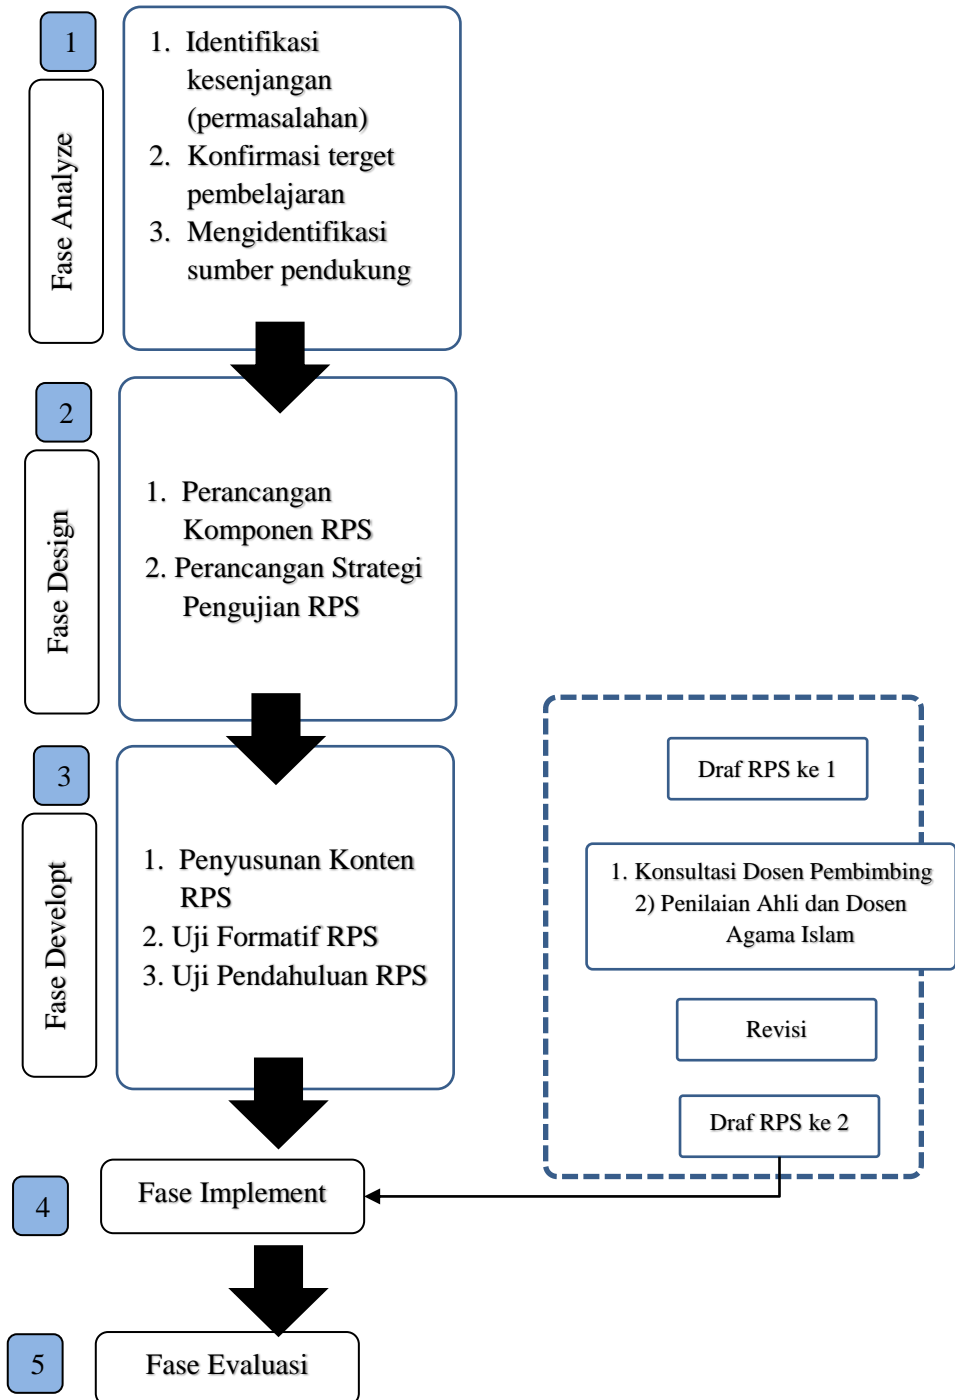 1
Fase Analyze
1. Identifikasi
kesenjangan
(permasalahan)
2. Konfirmasi terget
pembelajaran
3. Mengidentifikasi
sumber pendukung
2
Fase Design
1. Perancangan
Komponen RPS
2. Perancangan Strategi
Pengujian RPS
3
Fase Developt
1. Penyusunan Konten
RPS
2. Uji Formatif RPS
3. Uji Pendahuluan RPS
Draf RPS ke 1
1. Konsultasi Dosen Pembimbing
2) Penilaian Ahli dan Dosen
Agama Islam
Revisi
Draf RPS ke 2
4
Fase Implement
5
Fase Evaluasi